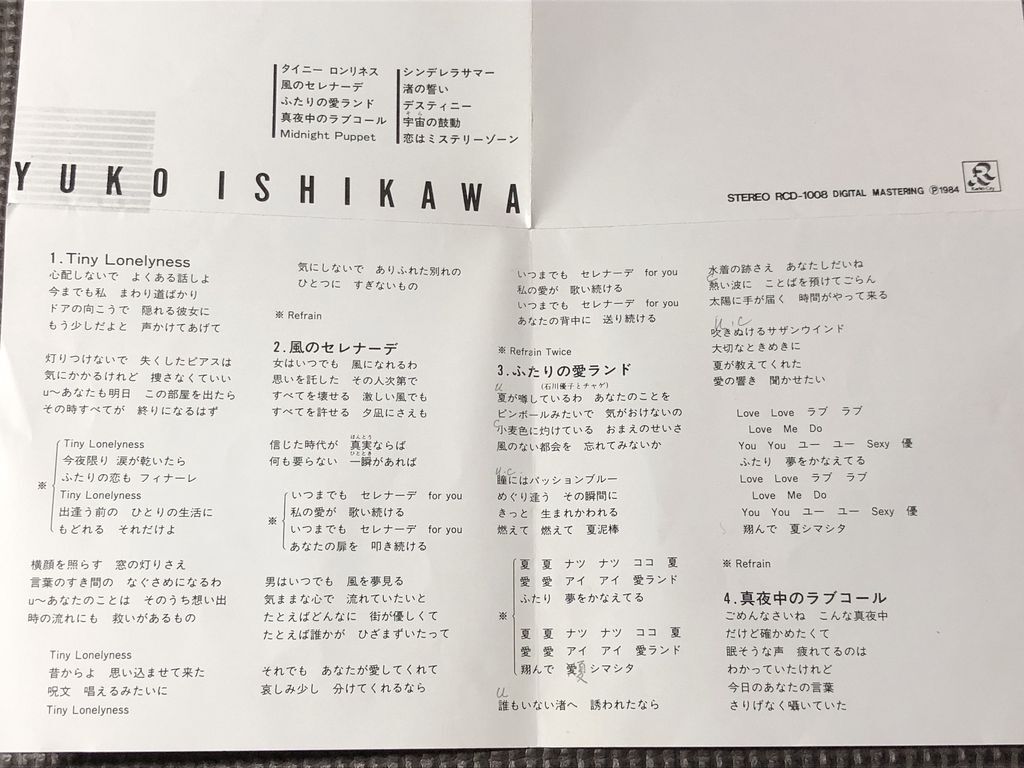 タイニー ロンリネス
風のセレナーデ
ふたりの愛ランド
真夜中のラブコール
Midnight Puppet
シンデレラサマー
渚の誓い
デスティニー
宇宙の鼓動
恋はミステリーゾーン
YUKO ISHIKAWA
STEREO RCD-1008 DIGITAL MASTERING Ⓟ1984
1.Tiny Lonelyness
心配しないで よくある話しよ
今までも私 まわり道ばかり
ドアの向こうで 隠れる彼女に
もう少しだよと 声かけてあげて
灯りつけないで 失くしたピアスは
気にかかるけれど 捜さなくていい
u〜あなたも明日 この部屋を出たら
その時すべてが 終りになるはず
※
Tiny Lonelyness
今夜限り 涙が乾いたら
ふたりの恋も フィナーレ
Tiny Lonelyness
出逢う前の ひとりの生活に
もどれる それだけよ
横顔を照らす 窓の灯りさえ
言葉のすき間の なぐさめになるわ
u〜あなたのことは そのうち想い出
時の流れにも 救いがあるもの
Tiny Lonelyness
昔からよ 思い込ませて来た
呪文 唱えるみたいに
Tiny Lonelyness
気にしないで ありふれた別れの
ひとつに すぎないもの
※ Refrain
2.風のセレナーデ
女はいつでも 風になれるわ
思いを託した その人次第で
すべてを壊せる 激しい風でも
すべてを許せる 夕凪にさえも
ほんとう
信じた時代が 真実ならば
ひととき
何も要らない 一瞬があれば
※
いつまでも セレナーデ for you
私の愛が 歌い続ける
いつまでも セレナーデ for you
あなたの扉を 叩き続ける
男はいつでも 風を夢見る
気ままな心で 流れていたいと
たとえばどんなに 街が優しくて
たとえば誰かが ひざまずいたって
それでも あなたが愛してくれて
哀しみ少し 分けてくれるなら
いつまでも セレナーデ for you
私の愛が 歌い続ける
いつまでも セレナーデ for you
あなたの背中に 送り続ける
※ Refrain Twice
3.ふたりの愛ランド
(石川優子とチャゲ)
u
夏が囁しているわ あなたのことを
ピンボールみたいで 気がおけないの
c
小麦色に灼けている おまえのせいさ
風のない都会を 忘れてみないか
u.c.
瞳にはパッションブルー
めぐり逢う その瞬間に
きっと 生まれかわれる
燃えて 燃えて 夏泥棒
※
夏 夏 ナツ ナツ ココ 夏
愛 愛 アイ アイ 愛ランド
ふたり 夢をかなえてる
夏 夏 ナツ ナツ ココ 夏
愛 愛 アイ アイ 愛ランド
翔んで 愛シマシタ
夏
u
誰もいない渚へ 誘われたなら
水着の跡さえ あなたしだいね
熱い波に ことばを預けてごらん
太陽に手が届く 時間がやって来る
u.c
吹きぬけるサザンウインド
大切なときめきに
夏が教えてくれた
愛の響き 聞かせたい
Love Love ラブ ラブ
Love Me Do
You You ユー ユー Sexy 優
ふたり 夢をかなえてる
Love Love ラブ ラブ
Love Me Do
You You ユー ユー Sexy 優
翔んで 夏シマシタ
※ Refrain
4.真夜中のラブコール
ごめんなさいね こんな真夜中
だけど確かめたくて
眠そうな声 疲れてるのは
わかっていたけれど
今日のあなたの言葉
さりげなく囁いていた